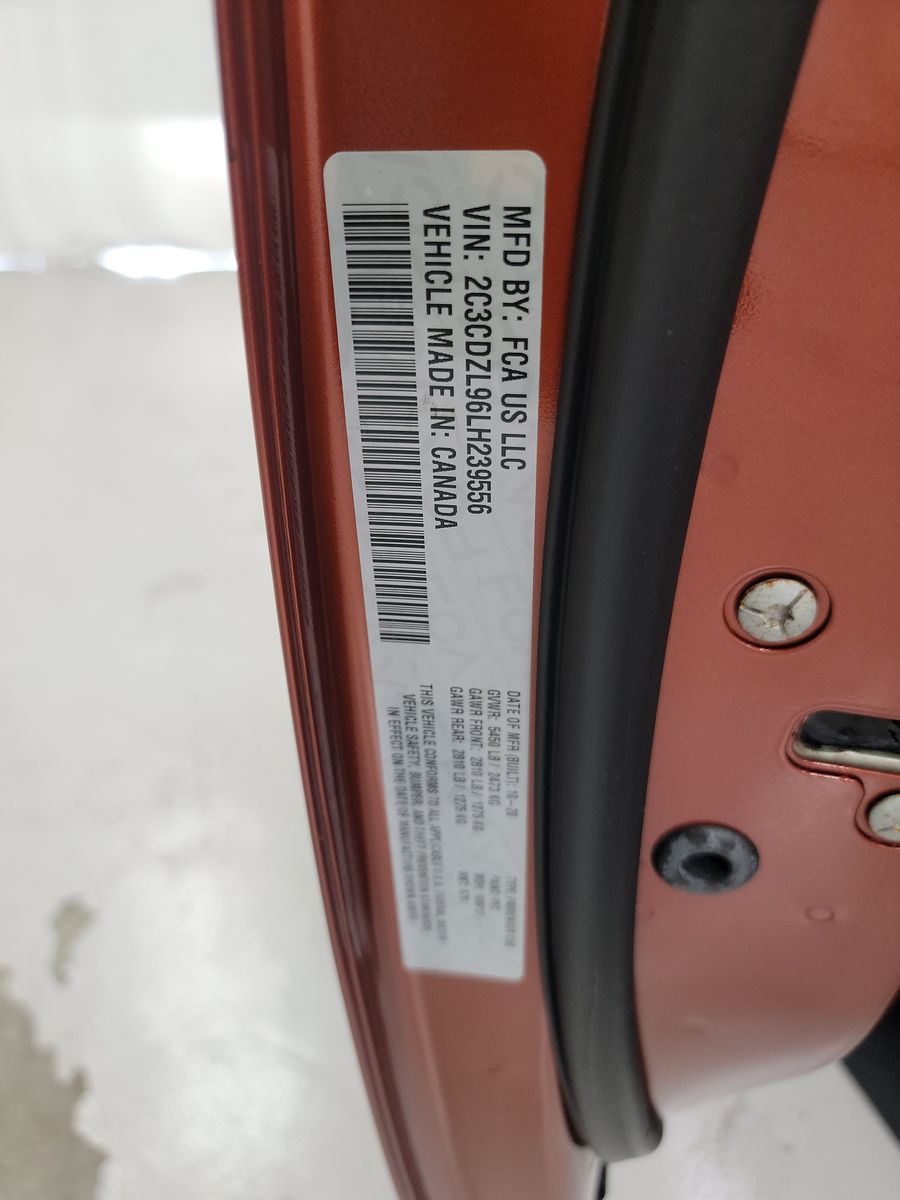 MFD BY: FCA US LLC
VIN: 2C3CDZL96LH239556
VEHICLE MADE IN: CANADA
DATE OF MFR (BUILT): 10-20
GVWR: 5450 LB / 2473 KG
GAWR FRONT: 2810 LB / 1275 KG
GAWR REAR: 2810 LB / 1275 KG
TYPE: PASSENGER CAR
THIS VEHICLE CONFORMS TO ALL APPLICABLE U.S.A. FEDERAL MOTOR
VEHICLE SAFETY, BUMPER, AND THEFT PREVENTION STANDARDS
IN EFFECT ON THE DATE OF MANUFACTURE SHOWN ABOVE.